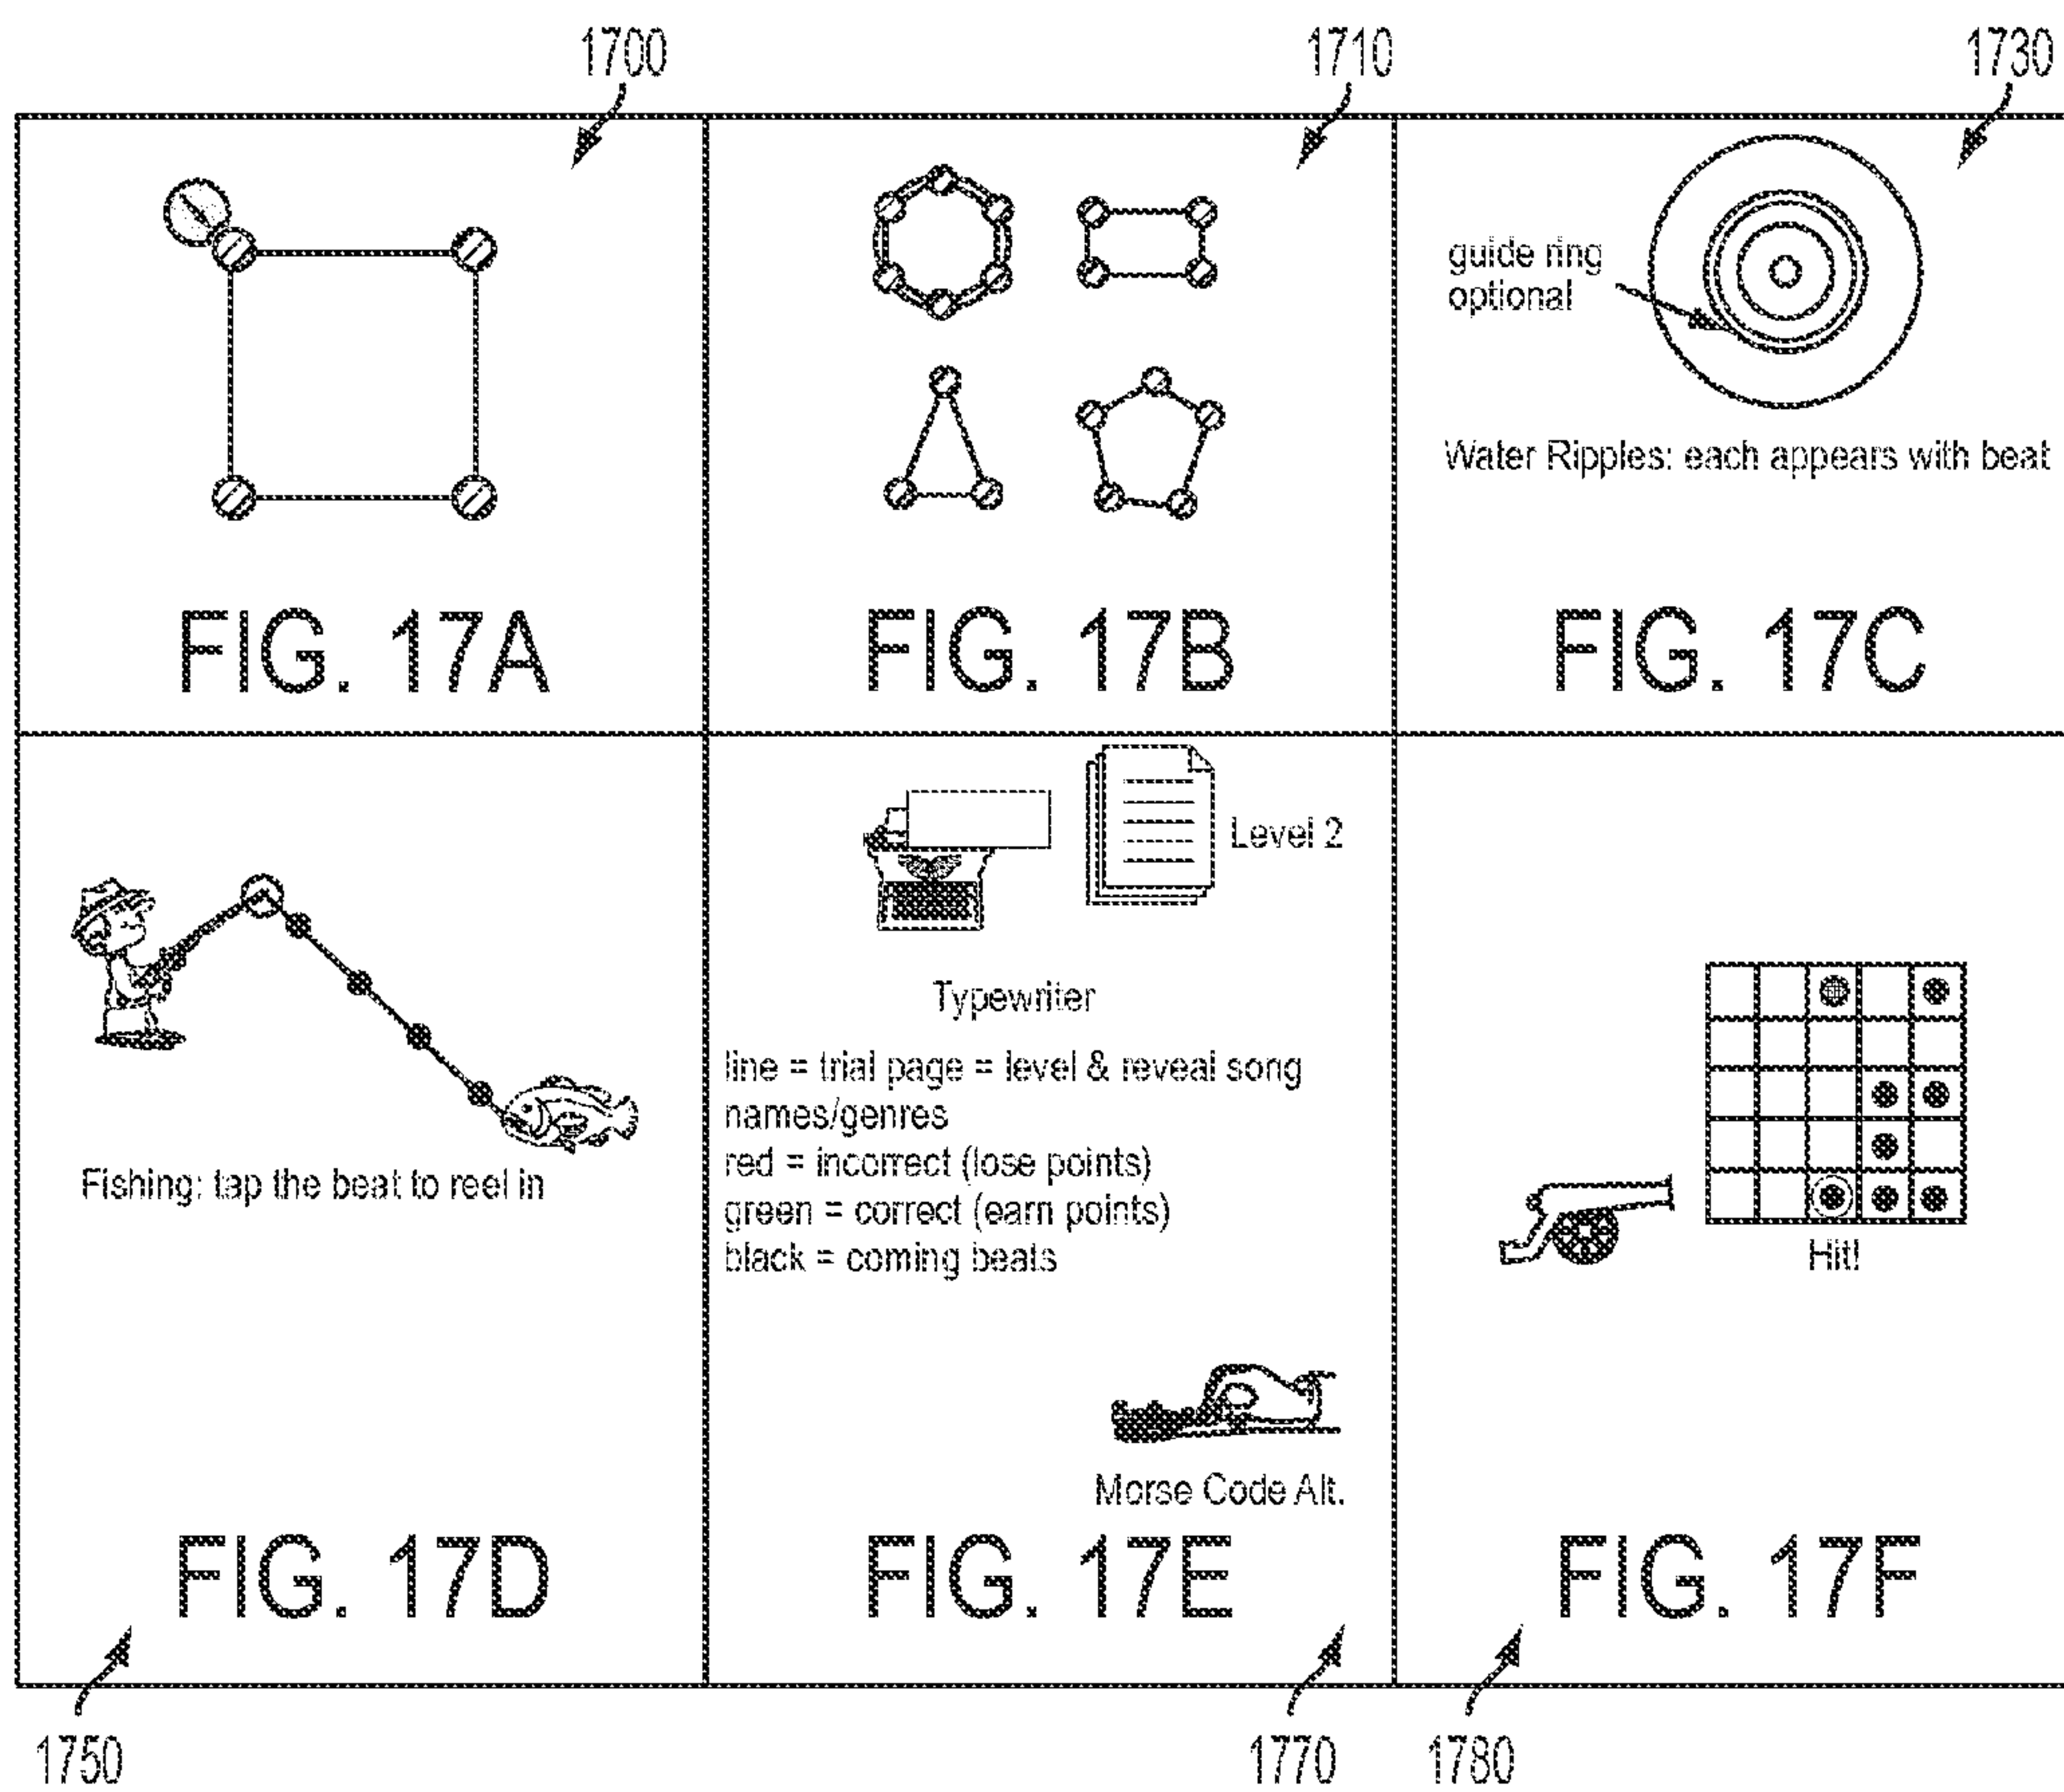 1700
1710
1730
guide ring
optional
Water Ripples: each appears with beat
FIG. 17A
FIG. 17B
FIG. 17C
Level 2
Typewriter
line = trial page = level & reveal song
names/genres
red = incorrect (lose points)
green = correct (earn points)
black = coming beats
Fishing: tap the beat to reel in
Hit!
Morse Code Alt.
FIG. 17D
FIG. 17E
FIG. 17F
1750
1770
1780